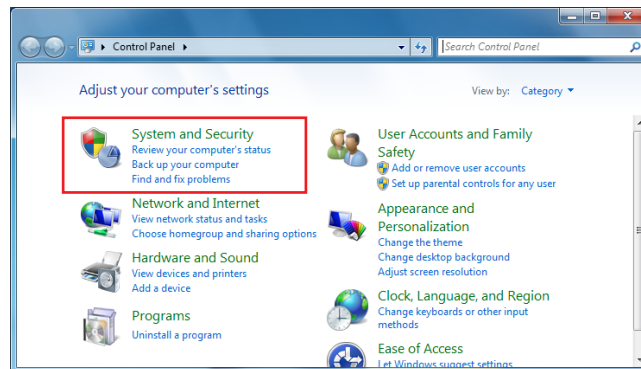 Control Panel
Search Control Panel
Adjust your computer's settings
View by: Category
System and Security
Review your computer's status
Back up your computer
Find and fix problems
Network and Internet
View network status and tasks
Choose homegroup and sharing options
Hardware and Sound
View devices and printers
Add a device
Programs
Uninstall a program
User Accounts and Family
Safety
Add or remove user accounts
Set up parental controls for any user
Appearance and
Personalization
Change the theme
Change desktop background
Adjust screen resolution
Clock, Language, and Region
Change keyboards or other input
methods
Ease of Access
Let Windows suggest settings